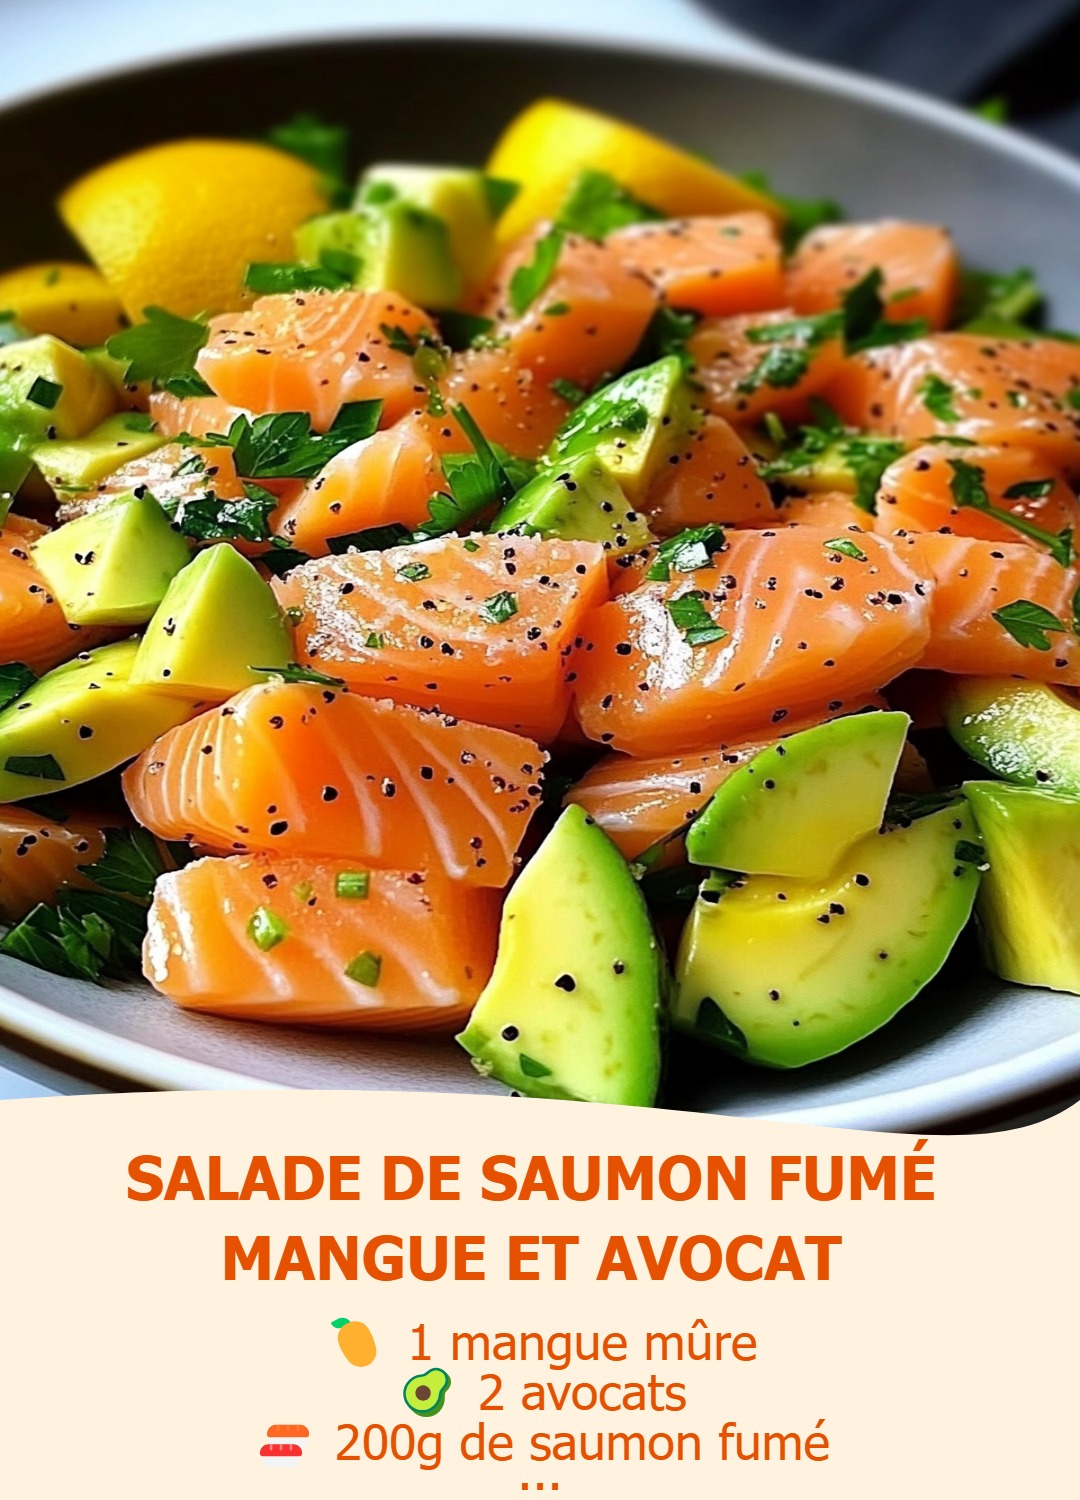 SALADE DE SAUMON FUMÉ
MANGUE ET AVOCAT
1 mangue mûre
2 avocats
200g de saumon fumé
...